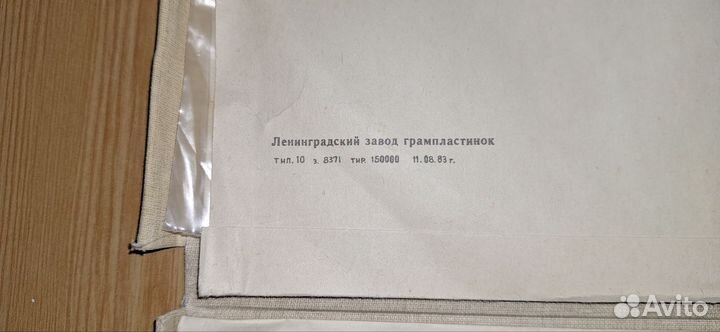 Ленинградский завод грампластинок
тип. 10 з. 8371 тир. 150000 11.08.83 г.
Avito